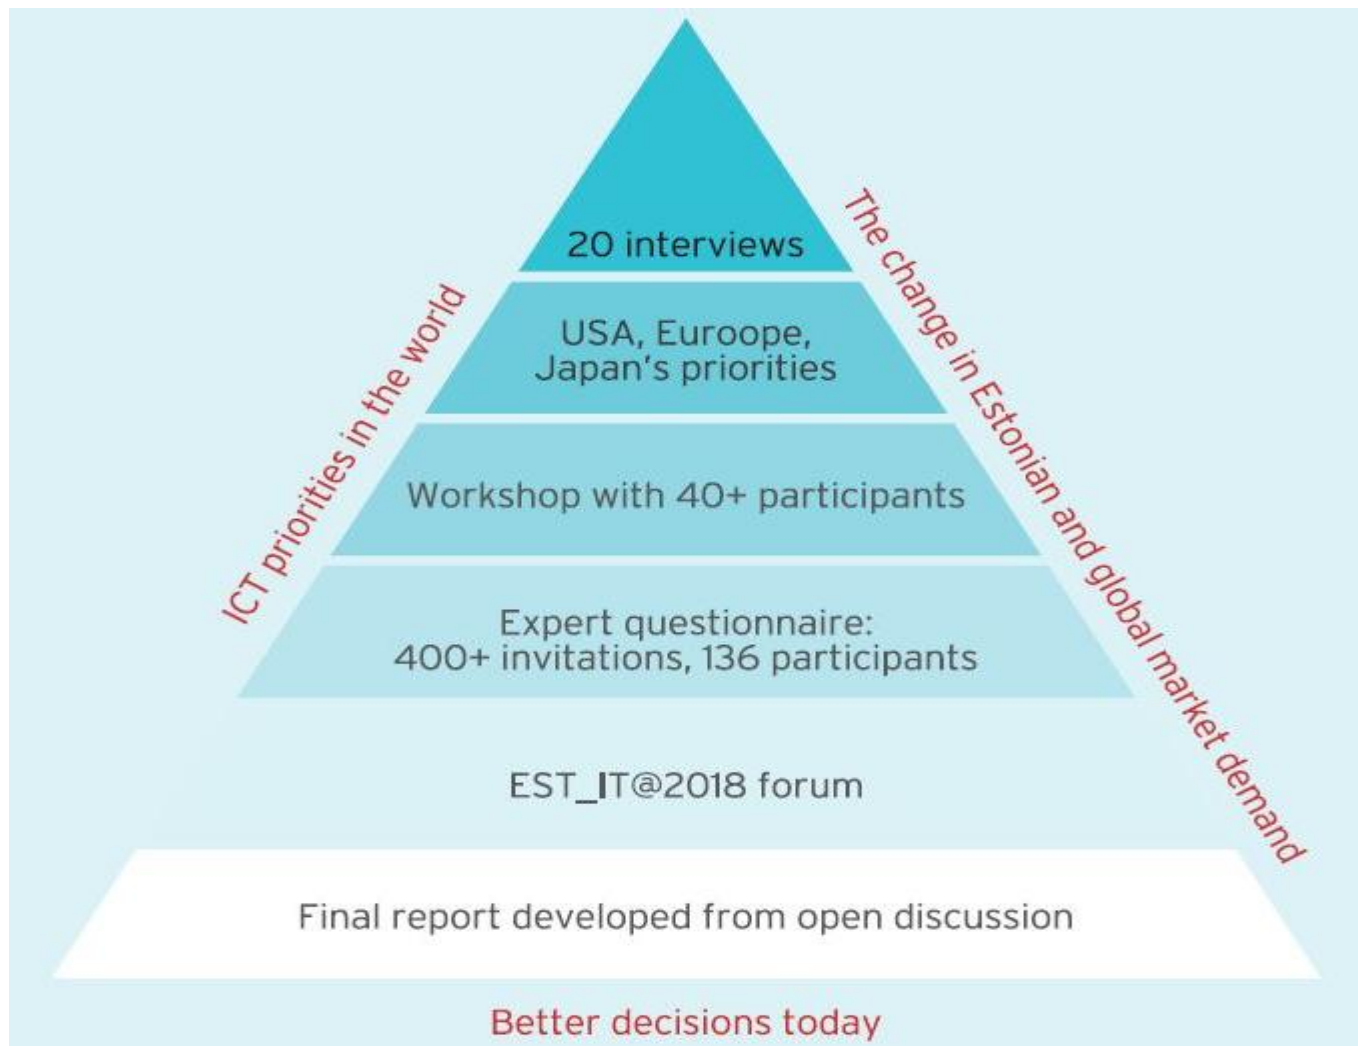 20 interviews
USA, Euroope,
Japan's priorities
Workshop with 40+ participants
Expert questionnaire:
400+ invitations, 136 participants
EST_IT@2018 forum
Final report developed from open discussion
ICT priorities in the world
The change in Estonian and global market demand
Better decisions today